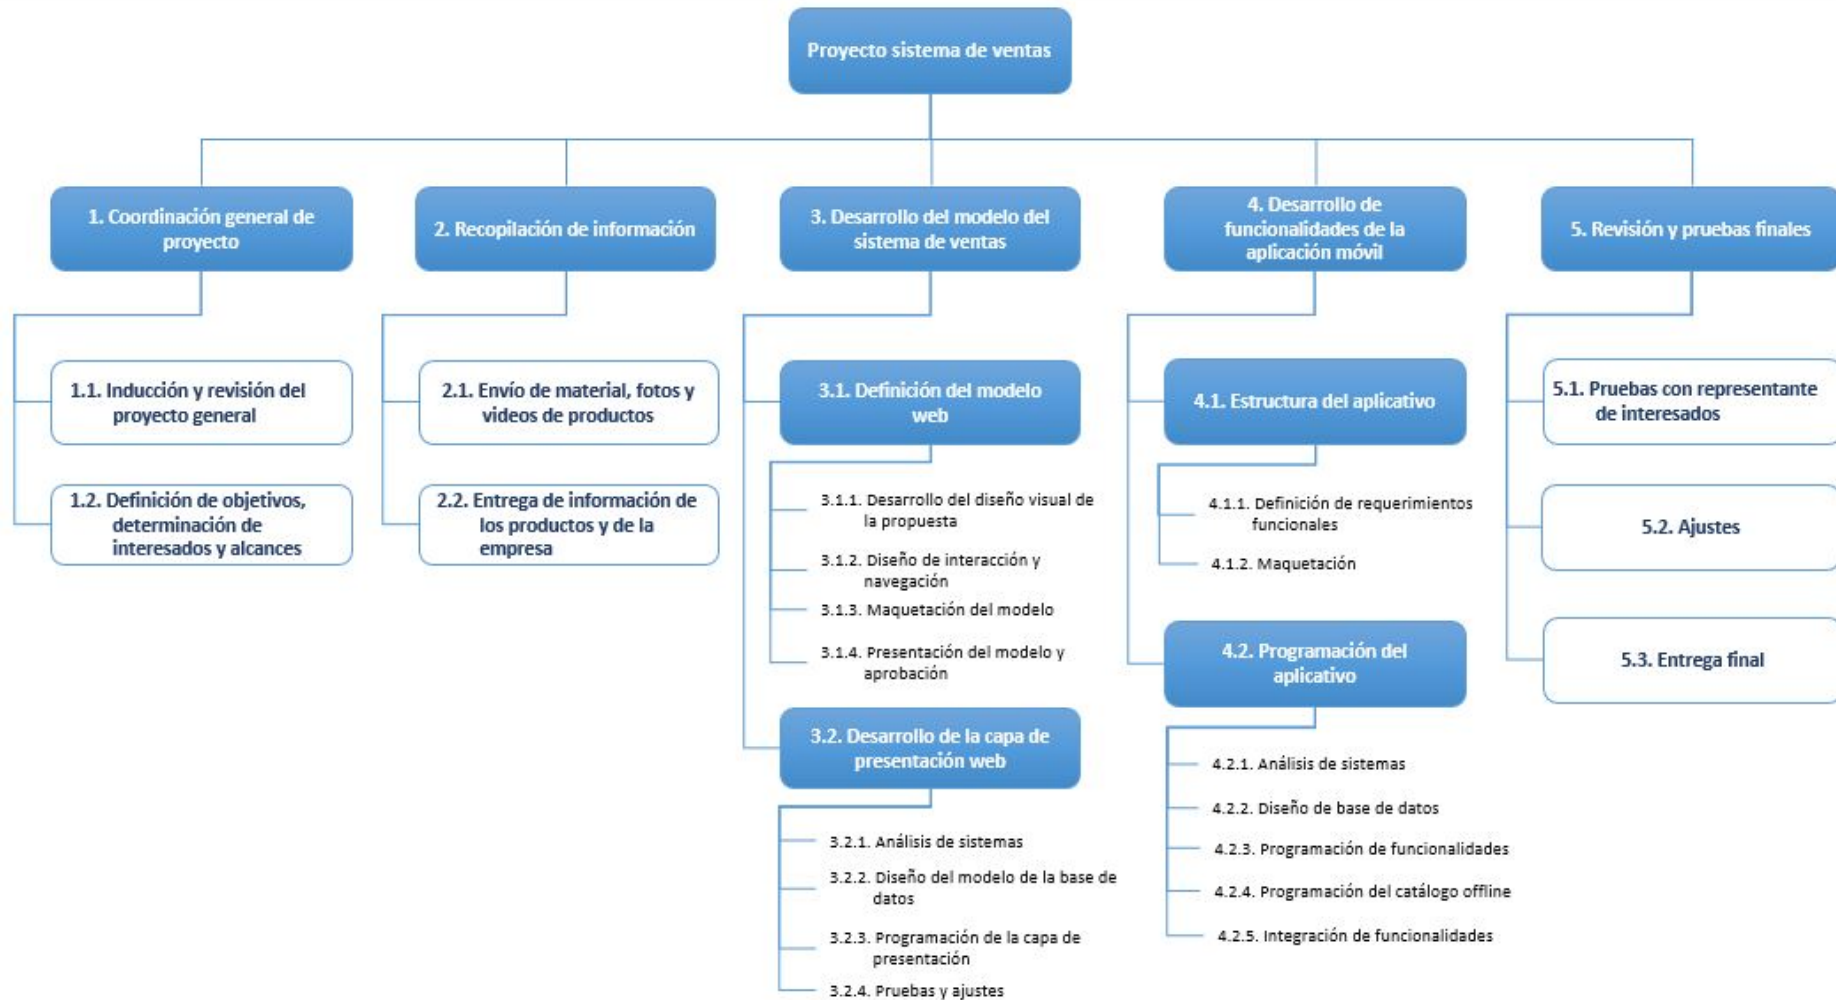 Proyecto sistema de ventas
1. Coordinación general de
proyecto
1.1. Inducción y revisión del
proyecto general
1.2. Definición de objetivos,
determinación de
interesados y alcances
2. Recopilación de información
2.1. Envío de material, fotos y
videos de productos
2.2. Entrega de información de
los productos y de la
empresa
3. Desarrollo del modelo del
sistema de ventas
3.1. Definición del modelo
web
3.1.1. Desarrollo del diseño visual de
la propuesta
3.1.2. Diseño de interacción y
navegación
3.1.3. Maquetación del modelo
3.1.4. Presentación del modelo y
aprobación
3.2. Desarrollo de la capa de
presentación web
3.2.1. Análisis de sistemas
3.2.2. Diseño del modelo de la base de
datos
3.2.3. Programación de la capa de
presentación
3.2.4. Pruebas y ajustes
4. Desarrollo de
funcionalidades de la
aplicación móvil
4.1. Estructura del aplicativo
4.1.1. Definición de requerimientos
funcionales
4.1.2. Maquetación
4.2. Programación del
aplicativo
4.2.1. Análisis de sistemas
4.2.2. Diseño de base de datos
4.2.3. Programación de funcionalidades
4.2.4. Programación del catálogo offline
4.2.5. Integración de funcionalidades
5. Revisión y pruebas finales
5.1. Pruebas con representante
de interesados
5.2. Ajustes
5.3. Entrega final